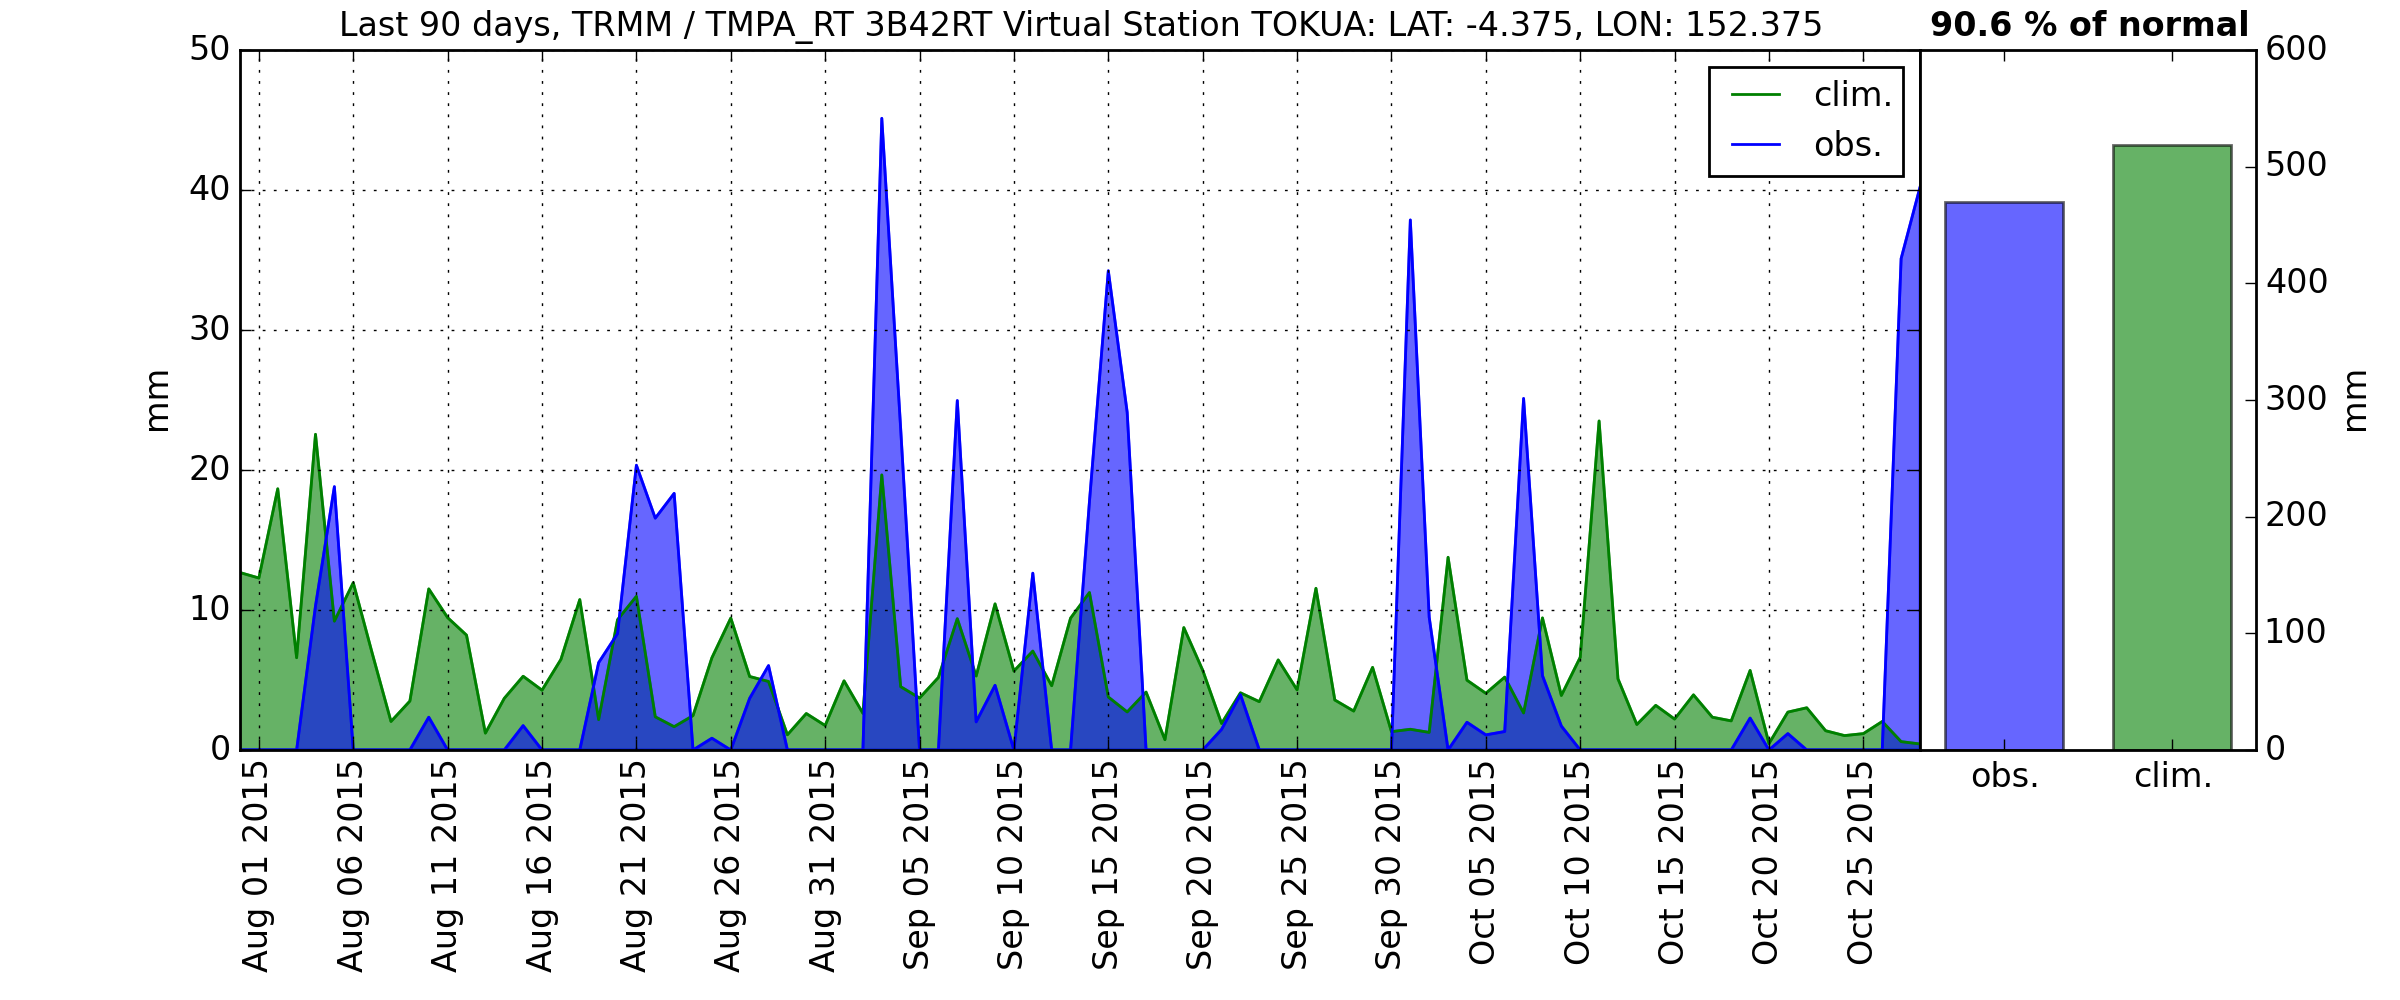 Last 90 days, TRMM / TMPA_RT 3B42RT Virtual Station TOKUA: LAT: -4.375, LON: 152.375
90.6 % of normal
50
40
30
20
10
0
mm
clim.
obs.
600
500
400
300
200
100
0
mm
Aug 01 2015
Aug 06 2015
Aug 11 2015
Aug 16 2015
Aug 21 2015
Aug 26 2015
Aug 31 2015
Sep 05 2015
Sep 10 2015
Sep 15 2015
Sep 20 2015
Sep 25 2015
Sep 30 2015
Oct 05 2015
Oct 10 2015
Oct 15 2015
Oct 20 2015
Oct 25 2015
obs.
clim.